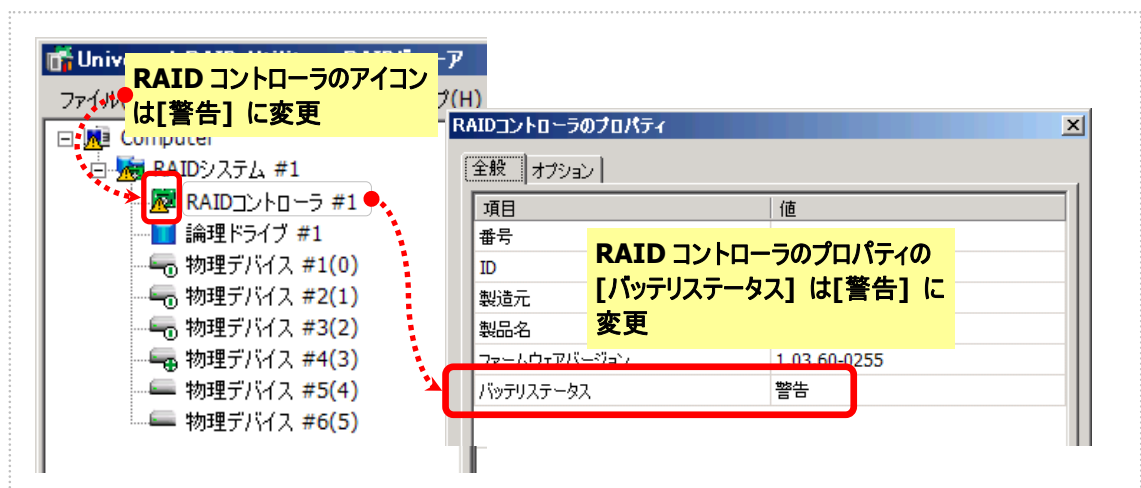 RAID コントローラのアイコン
は[警告] に変更
Computer
RAIDシステム #1
RAIDコントローラ #1
論理ドライブ #1
物理デバイス #1(0)
物理デバイス #2(1)
物理デバイス #3(2)
物理デバイス #4(3)
物理デバイス #5(4)
物理デバイス #6(5)
RAIDコントローラのプロパティ
全般 オプション
項目 値
番号
ID
製造元
製品名
ファームウェアバージョン 1.03.60-0255
バッテリステータス 警告
RAID コントローラのプロパティの
[バッテリステータス] は[警告] に
変更